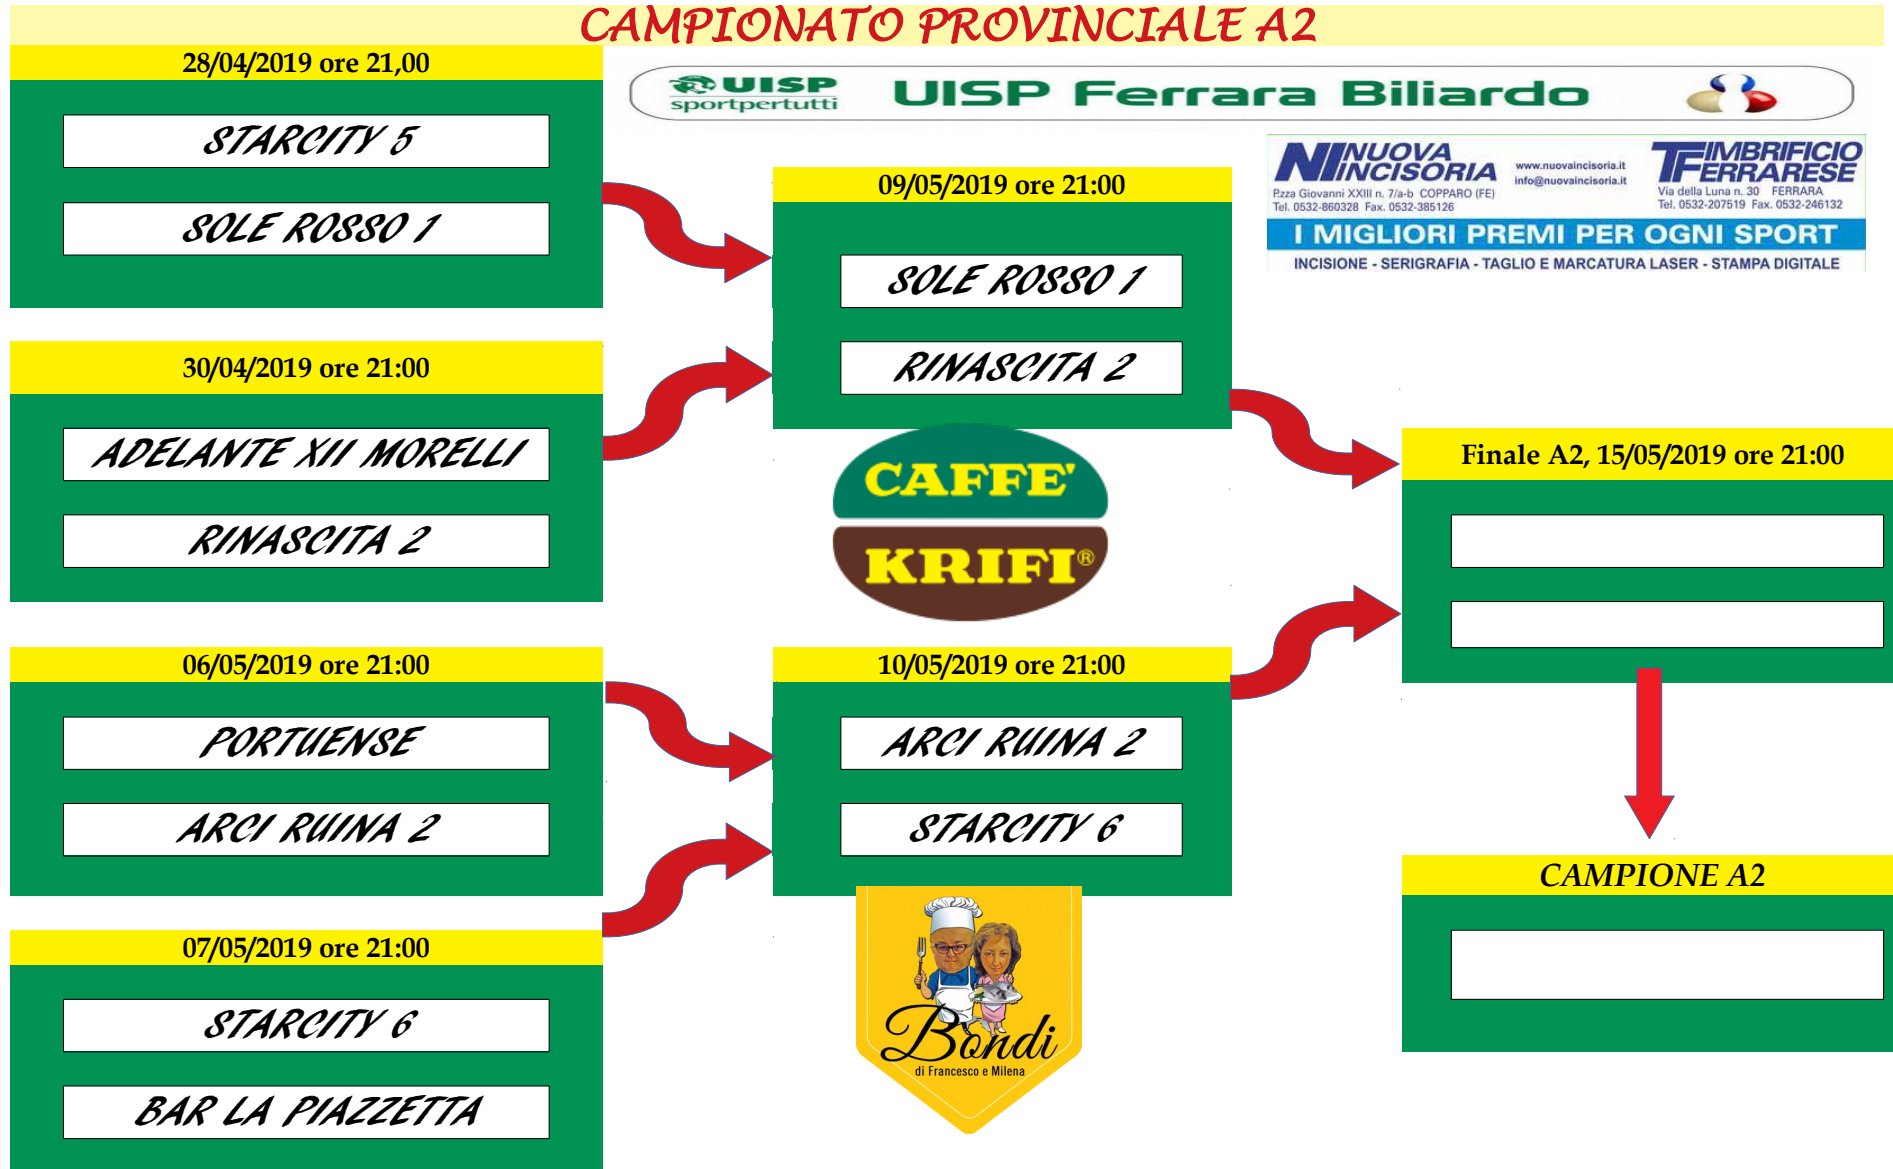 CAMPIONATO PROVINCIALE A2
28/04/2019 ore 21,00
STARCITY 5
SOLE ROSSO 1
UISP
sportpertutti
UISP Ferrara Biliardo
NI NUOVA INCISORIA
P.zza Giovanni XXIII n. 7/a-b COPPARO (FE)
Tel. 0532-860328 Fax. 0532-385126
www.nuovaincisoria.it
info@nuovaincisoria.it
TF TIMBRIFICIO FERRARESE
Via della Luna n. 30 FERRARA
Tel. 0532-207519 Fax. 0532-246132
I MIGLIORI PREMI PER OGNI SPORT
INCISIONE - SERIGRAFIA - TAGLIO E MARCATURA LASER - STAMPA DIGITALE
30/04/2019 ore 21:00
ADELANTE XII MORELLI
RINASCITA 2
06/05/2019 ore 21:00
PORTUENSE
ARCI RUINA 2
07/05/2019 ore 21:00
STARCITY 6
BAR LA PIAZZETTA
09/05/2019 ore 21:00
SOLE ROSSO 1
RINASCITA 2
CAFFE'
KRIFI®
10/05/2019 ore 21:00
ARCI RUINA 2
STARCITY 6
Bondi
di Francesco e Milena
Finale A2, 15/05/2019 ore 21:00
CAMPIONE A2